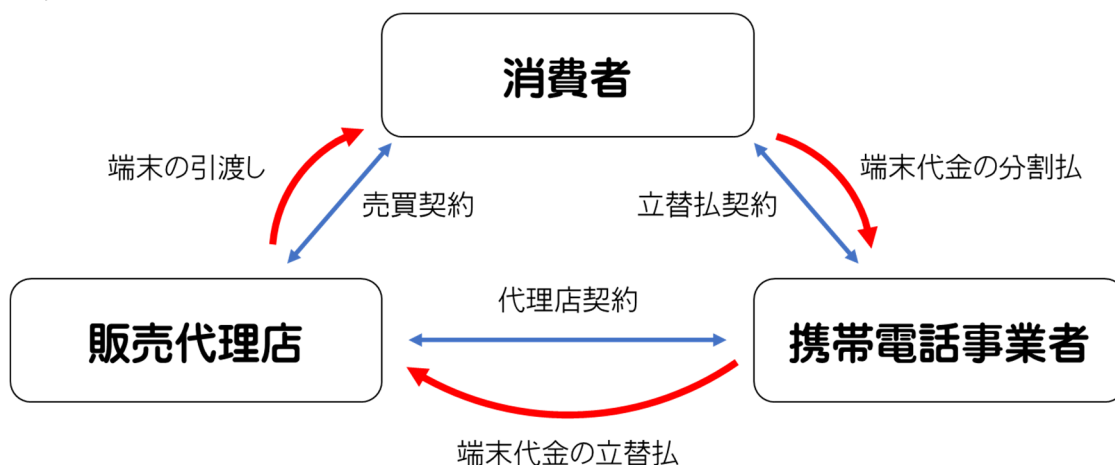 消費者
端末の引渡し
売買契約
立替払契約
端末代金の分割払
販売代理店
代理店契約
携帯電話事業者
端末代金の立替払